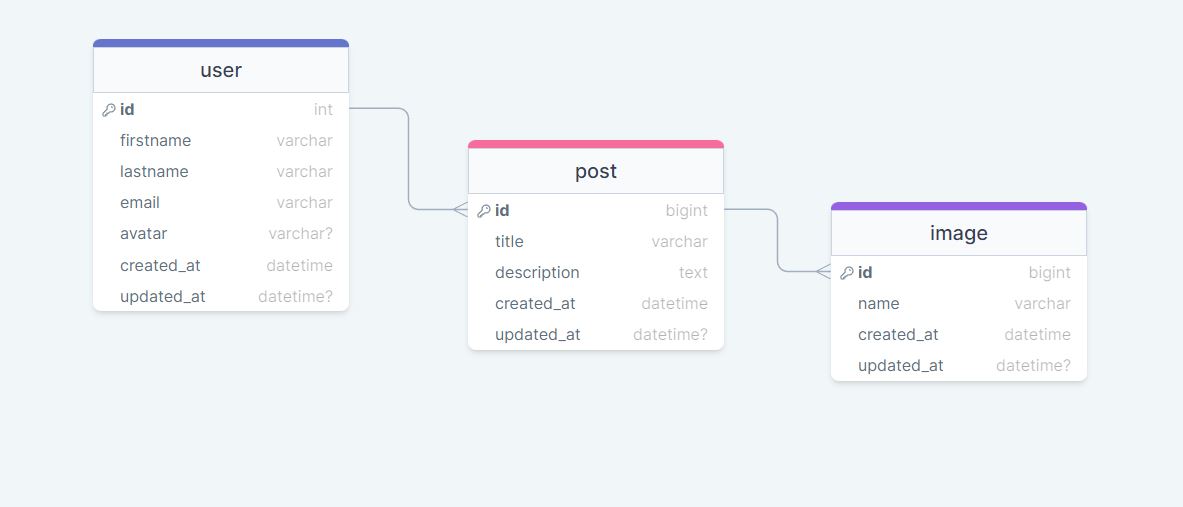 user
id int
firstname varchar
lastname varchar
email varchar
avatar varchar?
created_at datetime
updated_at datetime?
post
id bigint
title varchar
description text
created_at datetime
updated_at datetime?
image
id bigint
name varchar
created_at datetime
updated_at datetime?